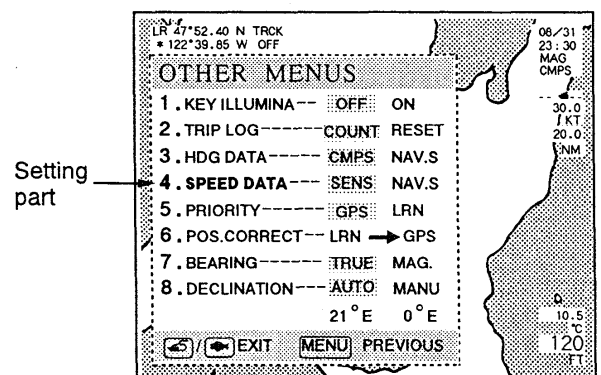 LR 47°52.40 N TRCK
* 122°39.85 W OFF
08/31
23:30
MAG
CMPS
OTHER MENUS
1.KEY ILLUMINA-- OFF ON
2.TRIP LOG------COUNT RESET
3.HDG DATA------ CMPS NAV.S
4.SPEED DATA----- SENS NAV.S
5.PRIORITY------ GPS LRN
6.POS.CORRECT-- LRN → GPS
7.BEARING------ TRUE MAG.
8.DECLINATION--- AUTO MANU
21°E 0°E
/ EXIT MENU PREVIOUS
Setting
part
30.0
KT
20.0
NM
10.5
°C
120
FT